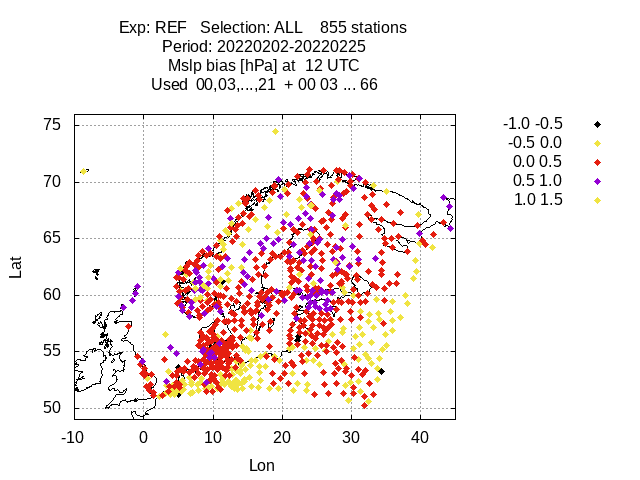 Exp: REF   Selection: ALL    855 stations
Period: 20220202-20220225
Mslp bias [hPa] at  12 UTC
Used  00,03,...,21  + 00 03 ... 66
-1.0 -0.5
-0.5 0.0
0.0 0.5
0.5 1.0
1.0 1.5
75
70
65
60
55
50
Lat
-10 0 10 20 30 40
Lon